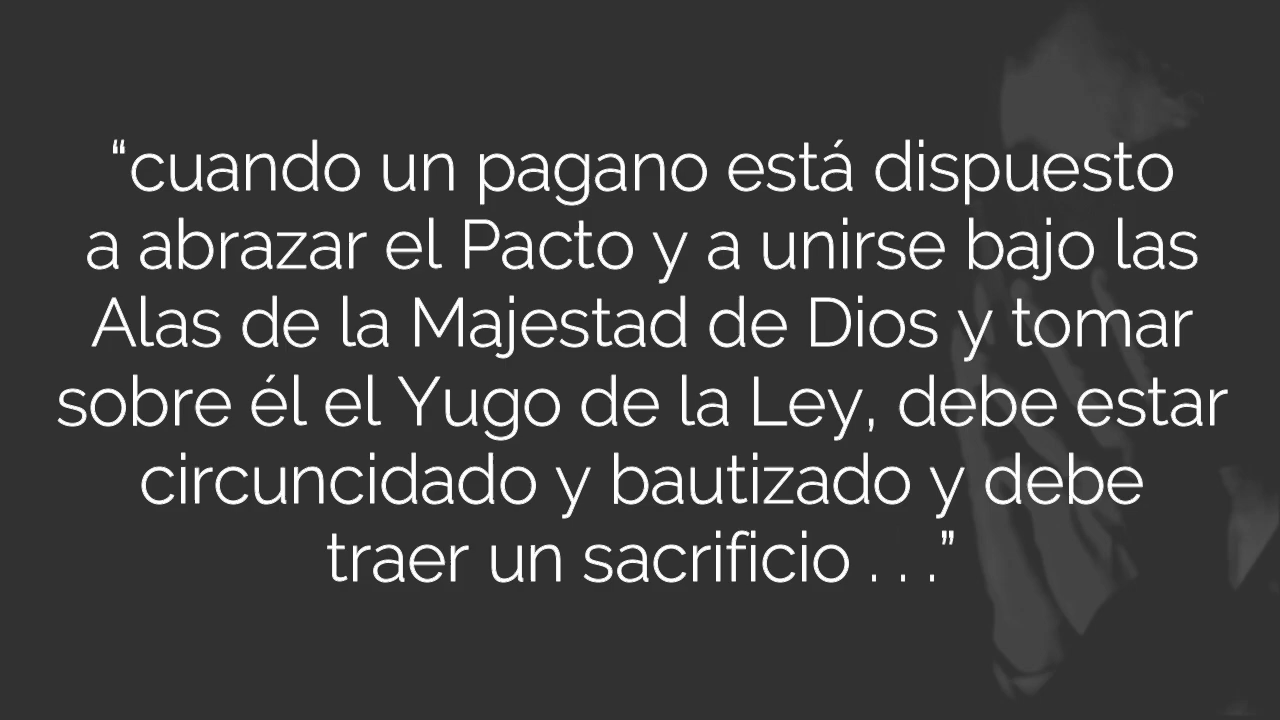 “cuando un pagano está dispuesto
a abrazar el Pacto y a unirse bajo las
Alas de la Majestad de Dios y tomar
sobre él el Yugo de la Ley, debe estar
circuncidado y bautizado y debe
traer un sacrificio . . .”